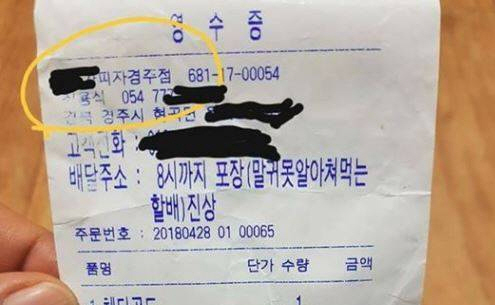 영 수 증
피자경주점 681-17-00054
054 77
경북 경주시 현곡면
고객전화 :
배달주소 : 8시까지 포장(말귀못알아쳐먹는
할배)진상
주문번호 : 20180428 01 00065
품명 단가 수량 금액
1